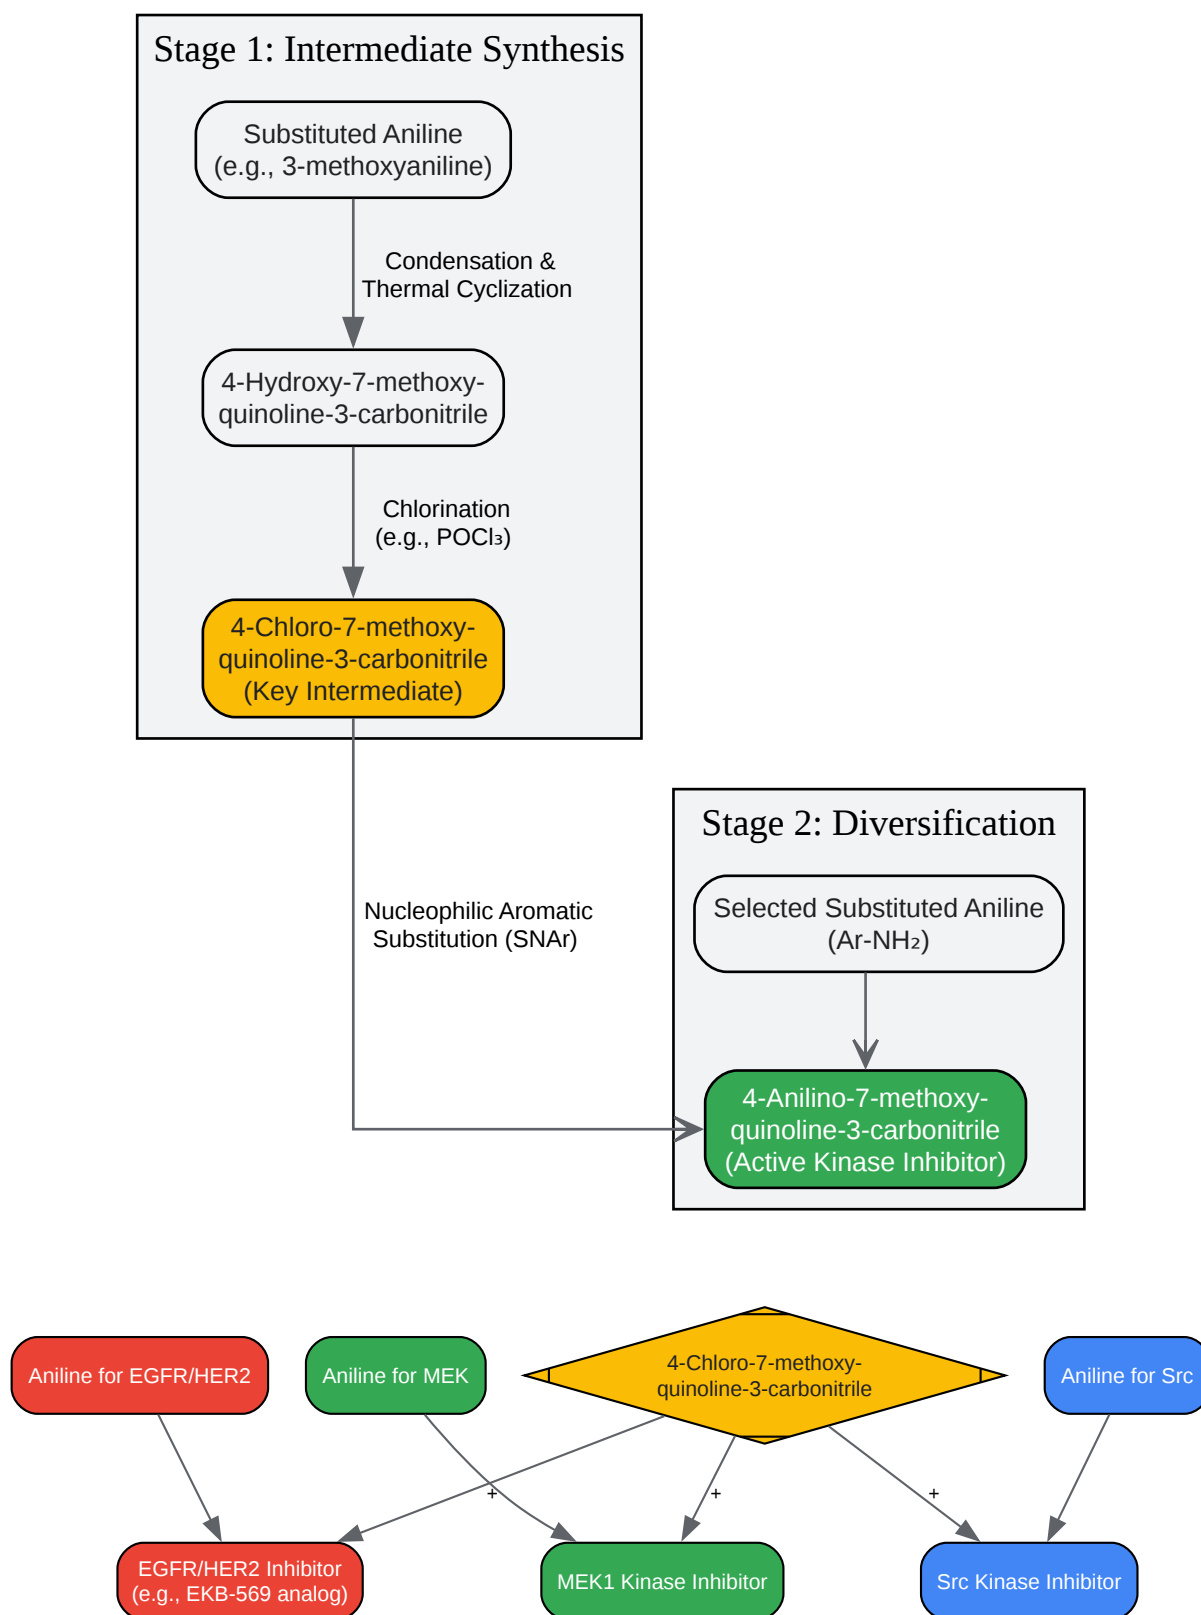 Stage 1: Intermediate Synthesis
Substituted Aniline
(e.g., 3-methoxyaniline)
Condensation &
Thermal Cyclization
4-Hydroxy-7-methoxy-
quinoline-3-carbonitrile
Chlorination
(e.g., POCl₃)
4-Chloro-7-methoxy-
quinoline-3-carbonitrile
(Key Intermediate)
Nucleophilic Aromatic
Substitution (SNAr)
Stage 2: Diversification
Selected Substituted Aniline
(Ar-NH₂)
4-Anilino-7-methoxy-
quinoline-3-carbonitrile
(Active Kinase Inhibitor)
Aniline for EGFR/HER2
Aniline for MEK
4-Chloro-7-methoxy-
quinoline-3-carbonitrile
Aniline for Src
+
+
+
EGFR/HER2 Inhibitor
(e.g., EKB-569 analog)
MEK1 Kinase Inhibitor
Src Kinase Inhibitor